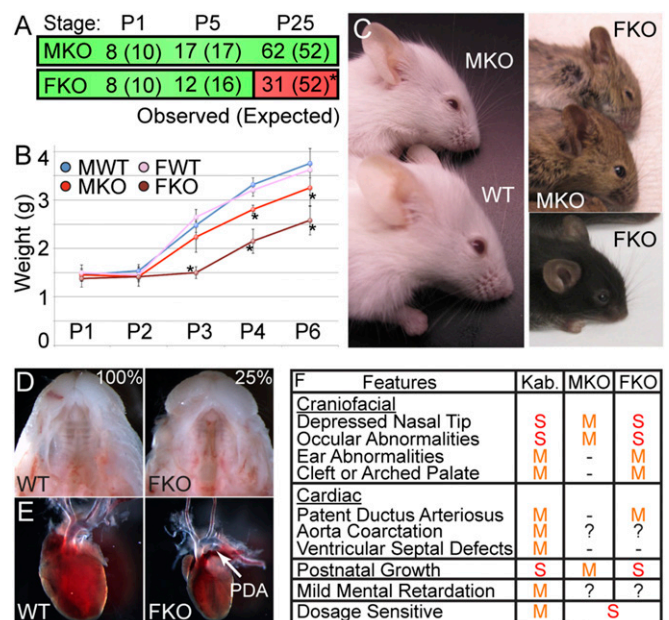 A Stage: P1 P5 P25
MKO 8 (10) 17 (17) 62 (52)
FKO 8 (10) 12 (16) 31 (52)*
Observed (Expected)
B
Weight (g)
4
3
2
1
0
MWT FWT
MKO FKO
* * * * *
P1 P2 P3 P4 P6
C
MKO
WT
FKO
MKO
FKO
D 100% 25%
WT FKO
E
WT FKO
PDA
F Features Kab. MKO FKO
Craniofacial
Depressed Nasal Tip S M S
Occular Abnormalities S M S
Ear Abnormalities M - M
Cleft or Arched Palate M - M
Cardiac
Patent Ductus Arteriosus M - M
Aorta Coarctation M ? ?
Ventricular Septal Defects M - -
Postnatal Growth S M S
Mild Mental Retardation M ? ?
Dosage Sensitive M S